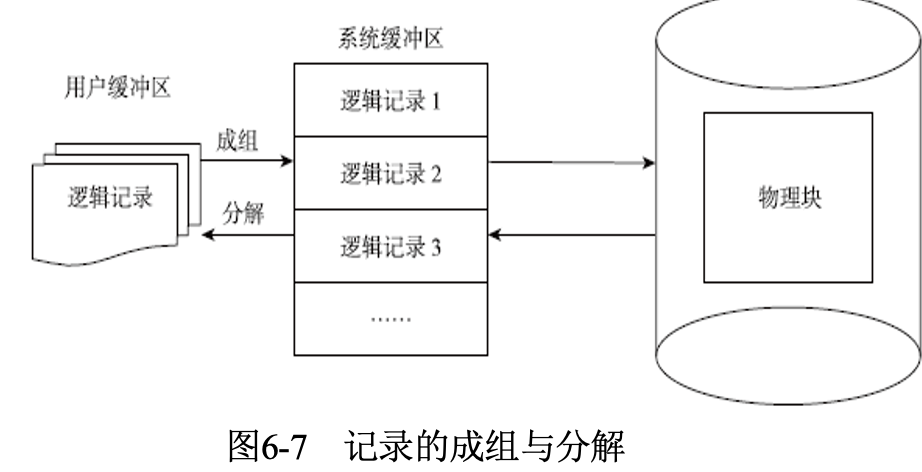 系统缓冲区
用户缓冲区
逻辑记录 1
成组
逻辑记录 2
逻辑记录
物理块
分解
逻辑记录 3
……
图6-7 记录的成组与分解